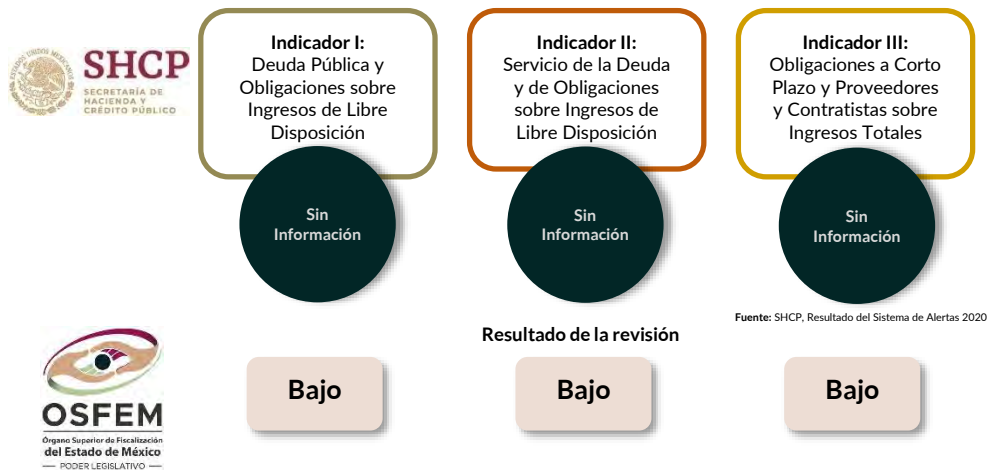 SHCP
SECRETARÍA DE
HACIENDA Y
CRÉDITO PÚBLICO
Indicador I:
Deuda Pública y
Obligaciones sobre
Ingresos de Libre
Disposición
Sin
Información
Indicador II:
Servicio de la Deuda
y de Obligaciones
sobre Ingresos de
Libre Disposición
Sin
Información
Indicador III:
Obligaciones a Corto
Plazo y Proveedores
y Contratistas sobre
Ingresos Totales
Sin
Información
Fuente: SHCP, Resultado del Sistema de Alertas 2020
Resultado de la revisión
OSFEM
Órgano Superior de Fiscalización
del Estado de México
PODER LEGISLATIVO
Bajo
Bajo
Bajo